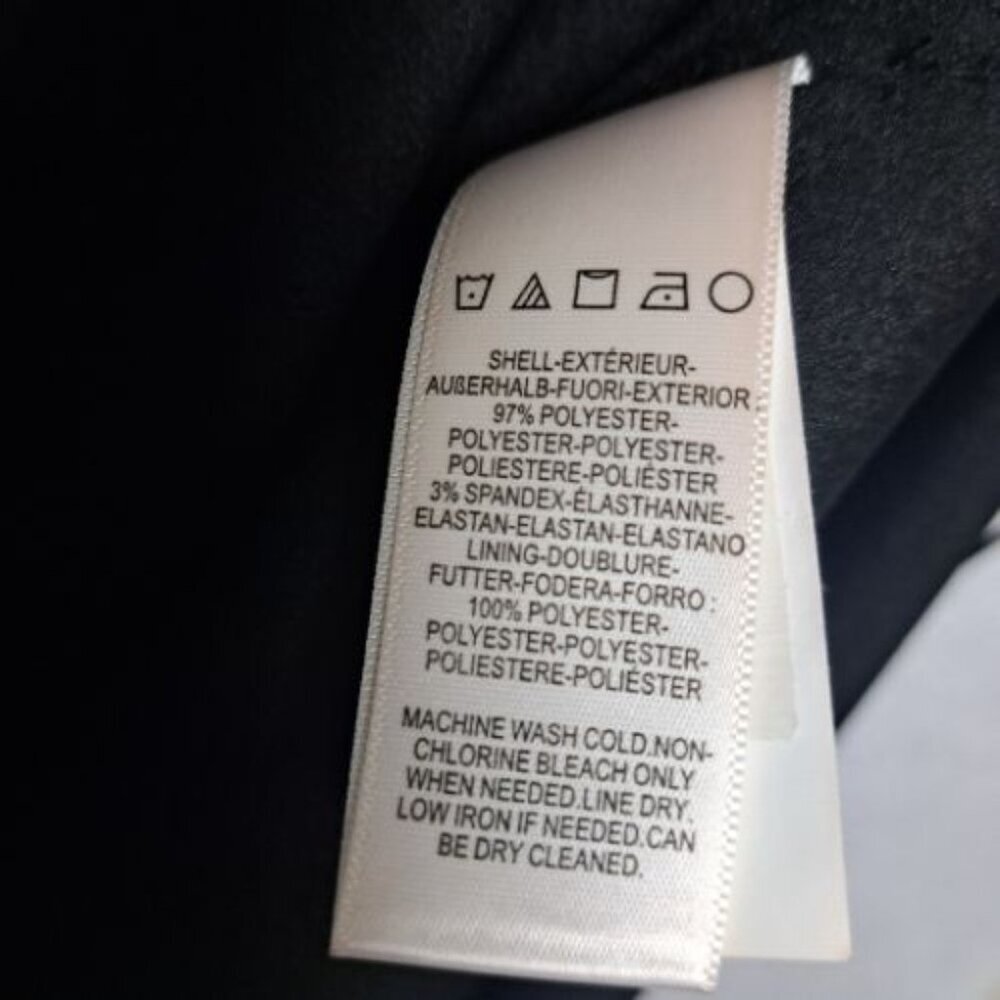 SHELL-EXTÉRIEUR-
AUßERHALB-FUORI-EXTERIOR
97% POLYESTER-
POLYESTER-POLYESTER-
POLIESTERE-POLIÉSTER
3% SPANDEX-ÉLASTHANNE-
ELASTAN-ELASTAN-ELASTANO
LINING-DOUBLURE-
FUTTER-FODERA-FORRO :
100% POLYESTER-
POLYESTER-POLYESTER-
POLIESTERE-POLIÉSTER
MACHINE WASH COLD.NON-
CHLORINE BLEACH ONLY
WHEN NEEDED.LINE DRY.
LOW IRON IF NEEDED.CAN
BE DRY CLEANED.